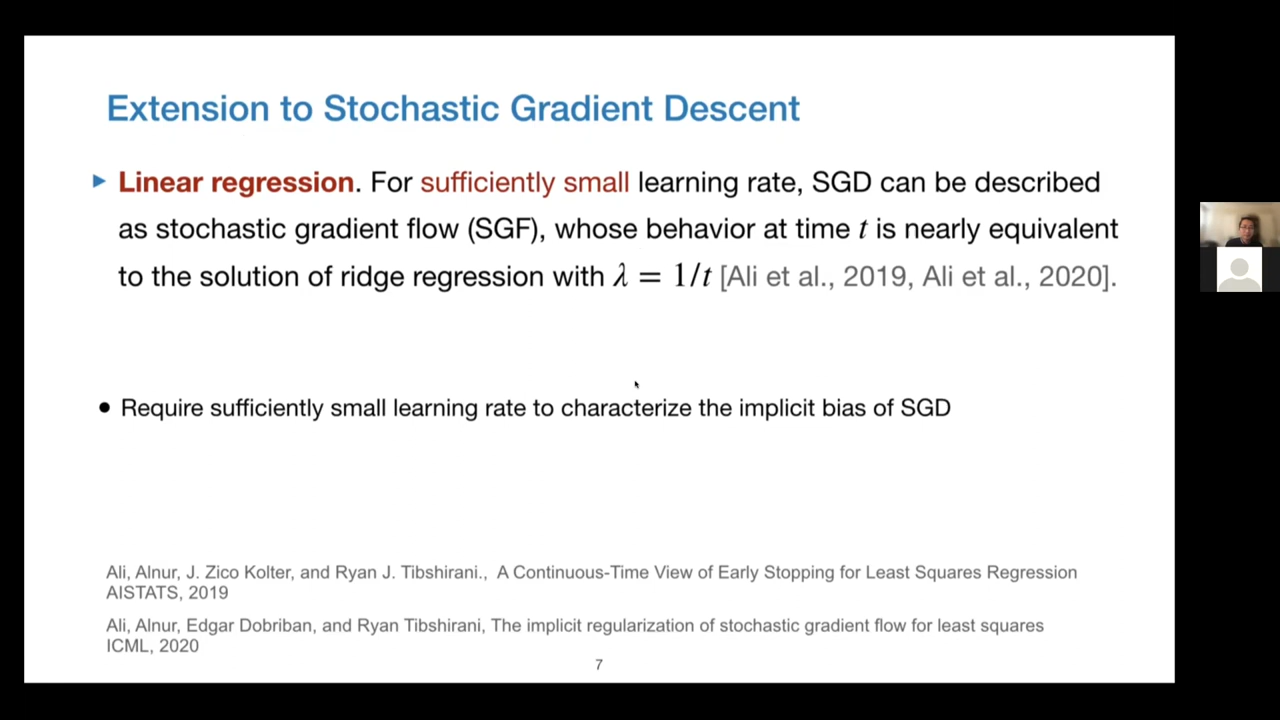 Extension to Stochastic Gradient Descent
Linear regression. For sufficiently small learning rate, SGD can be described
as stochastic gradient flow (SGF), whose behavior at time t is nearly equivalent
to the solution of ridge regression with λ = 1/t [Ali et al., 2019, Ali et al., 2020].
● Require sufficiently small learning rate to characterize the implicit bias of SGD
Ali, Alnur, J. Zico Kolter, and Ryan J. Tibshirani., A Continuous-Time View of Early Stopping for Least Squares Regression
AISTATS, 2019
Ali, Alnur, Edgar Dobriban, and Ryan Tibshirani, The implicit regularization of stochastic gradient flow for least squares
ICML, 2020
7